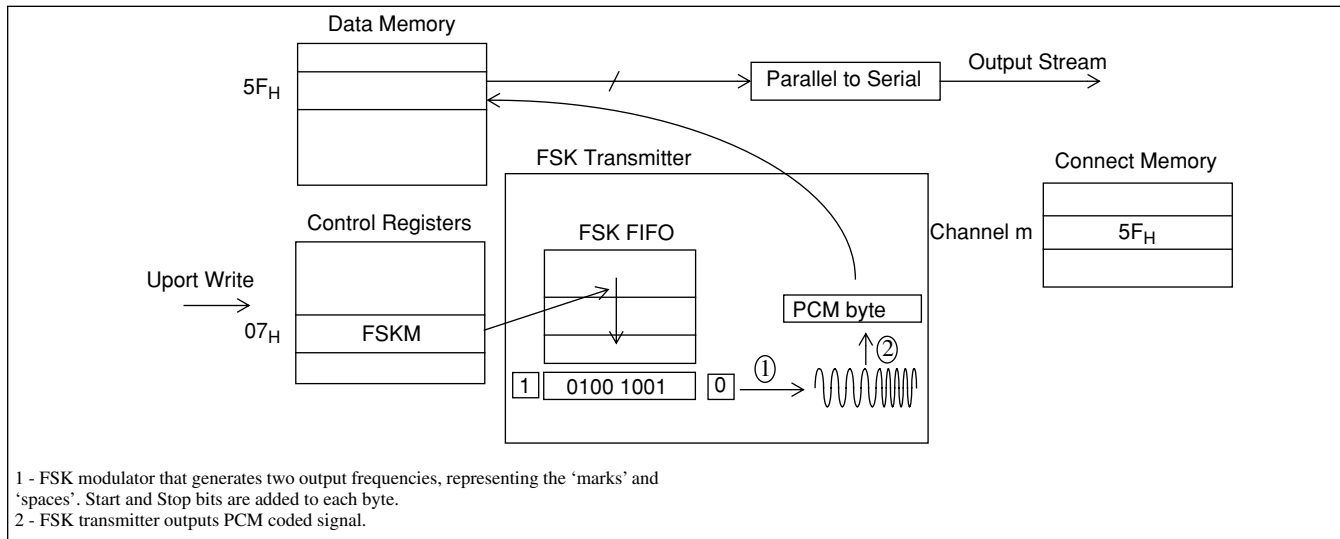 Data Memory
5FH
Parallel to Serial
Output Stream
FSK Transmitter
Connect Memory
Control Registers
FSK FIFO
Channel m
5FH
Uport Write
PCM byte
07H
FSKM
1
0100 1001
0
1
2
1 - FSK modulator that generates two output frequencies, representing the ‘marks’ and
‘spaces’. Start and Stop bits are added to each byte.
2 - FSK transmitter outputs PCM coded signal.